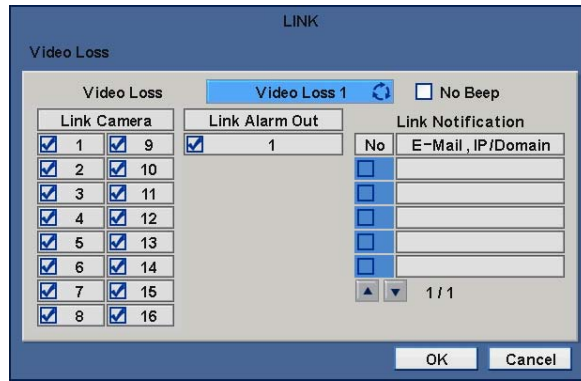 LINK
Video Loss
Video Loss Video Loss 1 No Beep
Link Camera Link Alarm Out Link Notification
1 9 1 No E-Mail , IP/Domain
2 10
3 11
4 12
5 13
6 14
7 15 1 / 1
8 16
OK Cancel